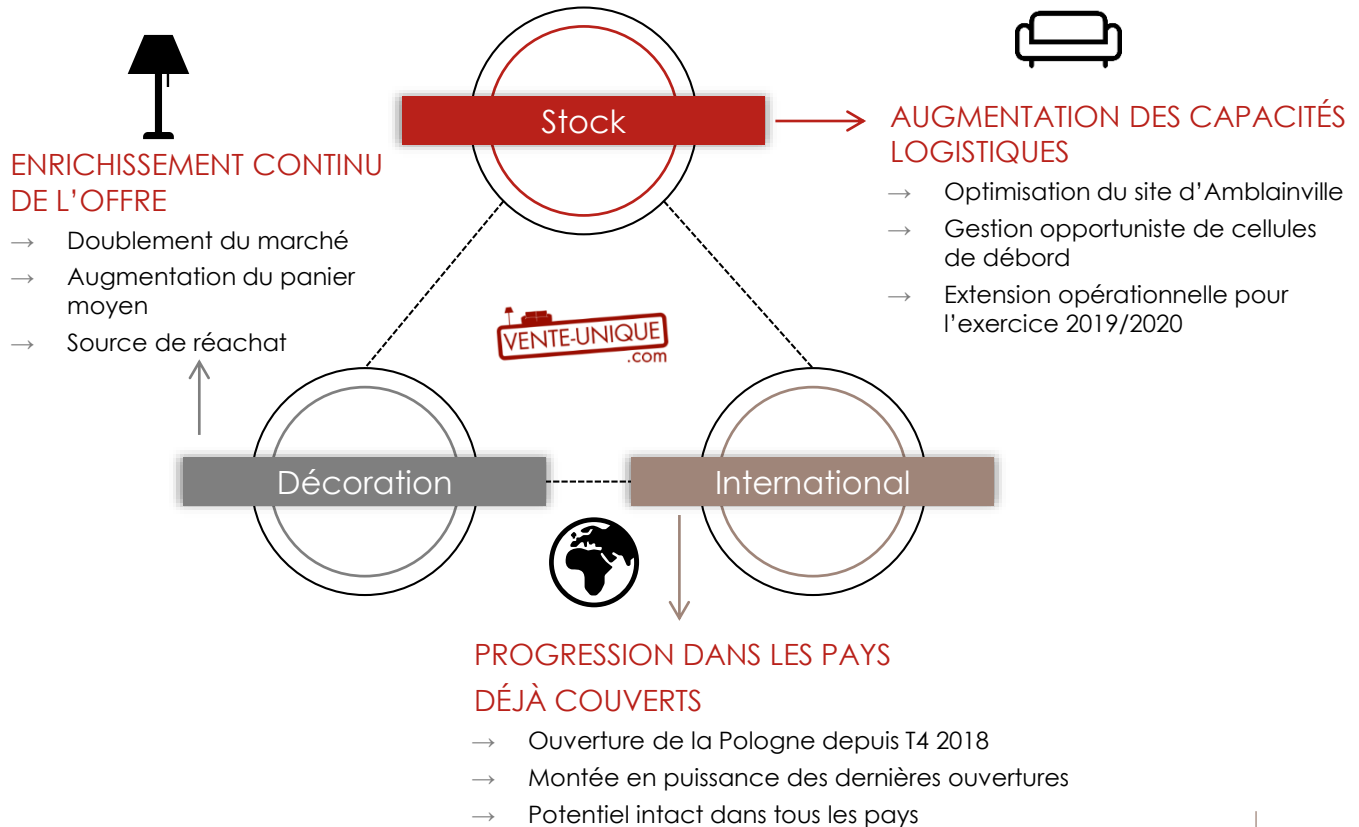 Stock
AUGMENTATION DES CAPACITÉS
LOGISTIQUES
→ Optimisation du site d’Amblainville
→ Gestion opportuniste de cellules
de débord
→ Extension opérationnelle pour
l’exercice 2019/2020
ENRICHISSEMENT CONTINU
DE L’OFFRE
→ Doublement du marché
→ Augmentation du panier
moyen
→ Source de réachat
VENTE-UNIQUE
.com
Décoration
International
PROGRESSION DANS LES PAYS
DÉJÀ COUVERTS
→ Ouverture de la Pologne depuis T4 2018
→ Montée en puissance des dernières ouvertures
→ Potentiel intact dans tous les pays